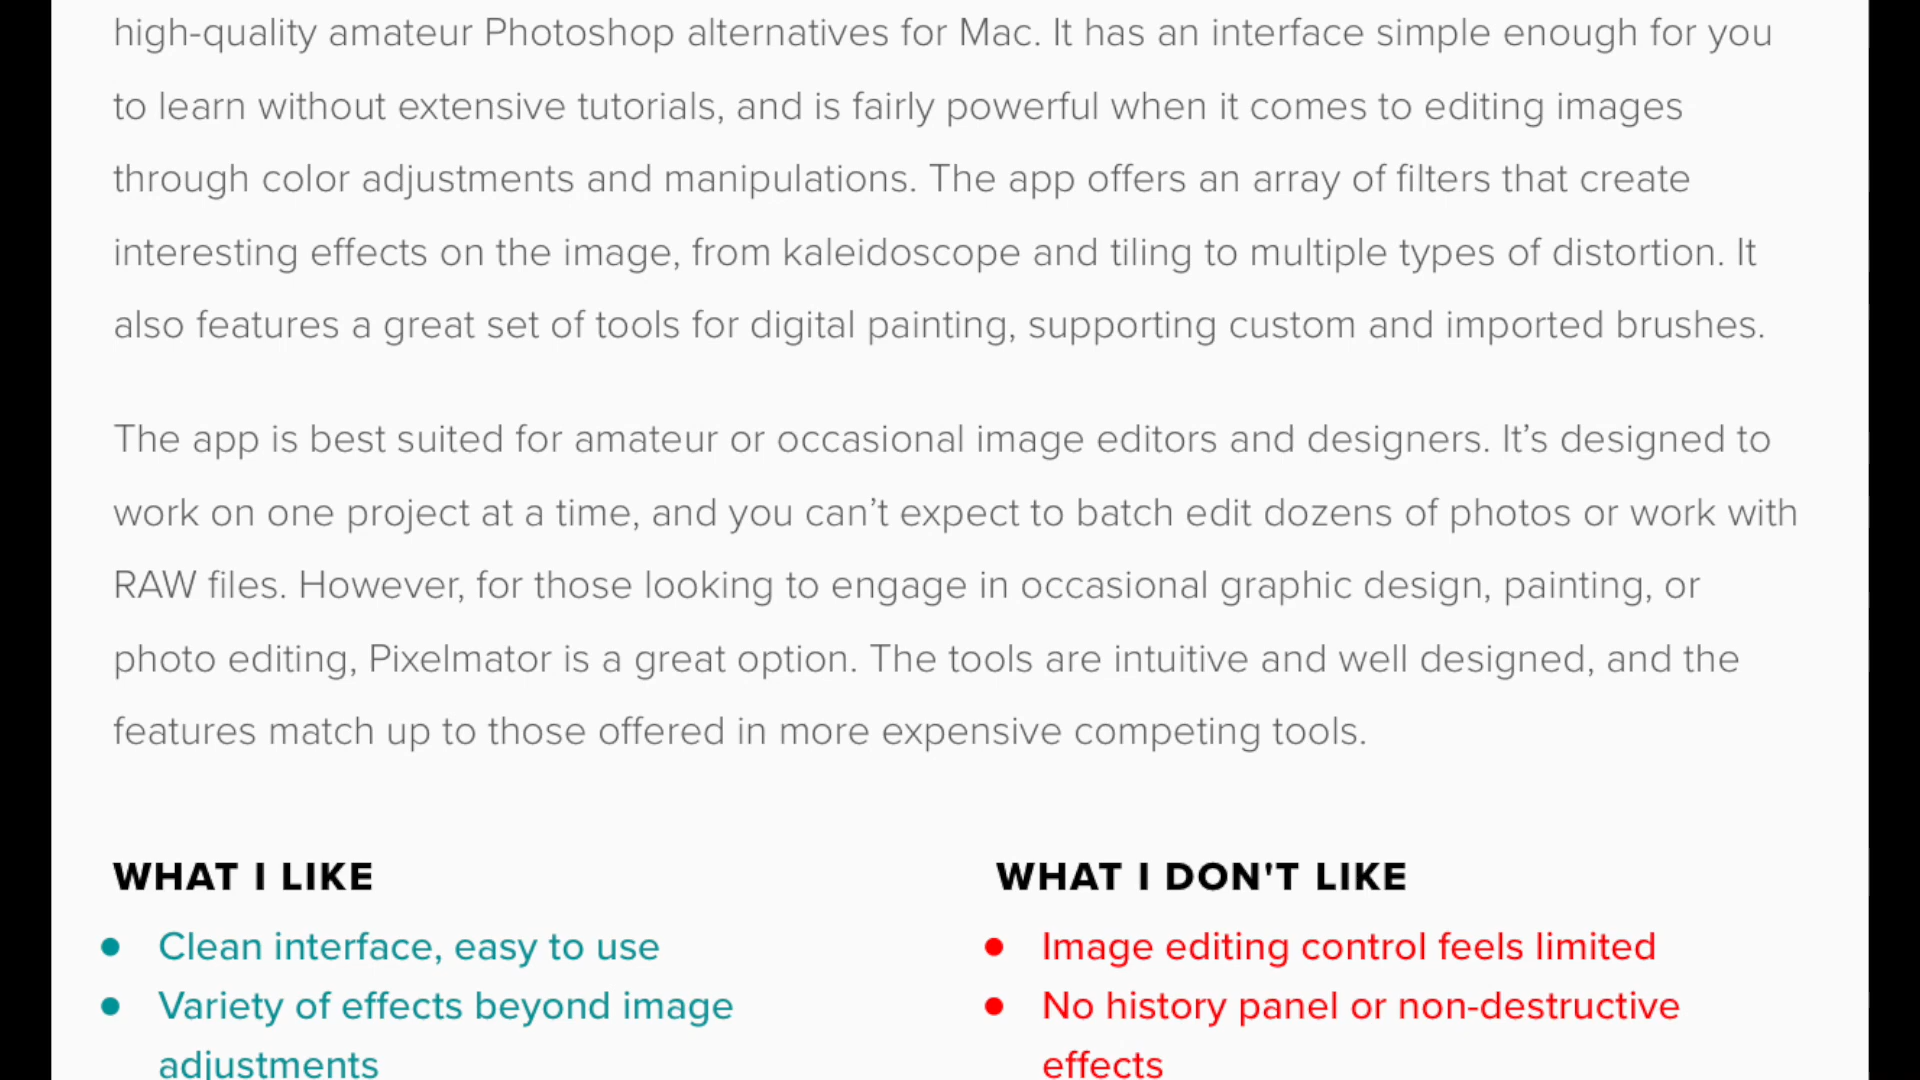 high-quality amateur Photoshop alternatives for Mac. It has an interface simple enough for you
to learn without extensive tutorials, and is fairly powerful when it comes to editing images
through color adjustments and manipulations. The app offers an array of filters that create
interesting effects on the image, from kaleidoscope and tiling to multiple types of distortion. It
also features a great set of tools for digital painting, supporting custom and imported brushes.
The app is best suited for amateur or occasional image editors and designers. It’s designed to
work on one project at a time, and you can’t expect to batch edit dozens of photos or work with
RAW files. However, for those looking to engage in occasional graphic design, painting, or
photo editing, Pixelmator is a great option. The tools are intuitive and well designed, and the
features match up to those offered in more expensive competing tools.
WHAT I LIKE
Clean interface, easy to use
Variety of effects beyond image
adjustments
WHAT I DON'T LIKE
Image editing control feels limited
No history panel or non-destructive
effects